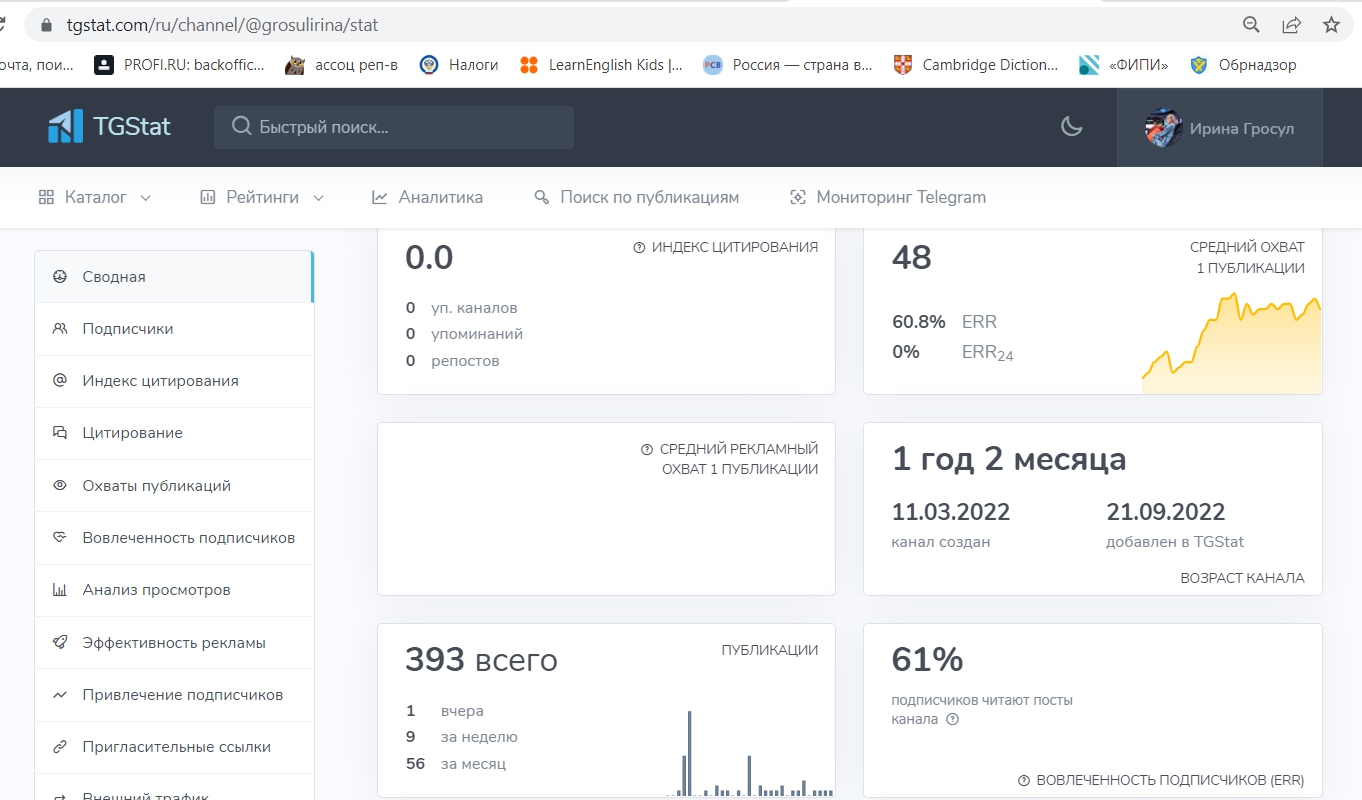 tgstat.com/ru/channel/@grosulirina/stat
очта, пои... PROFI.RU: backoffic... ассоц реп-в Налоги LearnEnglish Kids |... Россия — страна в... Cambridge Diction... «ФИПИ» Обрнадзор
TGStat Быстрый поиск... Ирина Гросул
Каталог Рейтинги Аналитика Поиск по публикациям Мониторинг Telegram
Сводная
Подписчики
Индекс цитирования
Цитирование
Охваты публикаций
Вовлеченность подписчиков
Анализ просмотров
Эффективность рекламы
Привлечение подписчиков
Пригласительные ссылки
Внешний трафик
0.0 ИНДЕКС ЦИТИРОВАНИЯ
0 уп. каналов
0 упоминаний
0 репостов
48 СРЕДНИЙ ОХВАТ
1 ПУБЛИКАЦИИ
60.8% ERR
0% ERR24
СРЕДНИЙ РЕКЛАМНЫЙ
ОХВАТ 1 ПУБЛИКАЦИИ
1 год 2 месяца
11.03.2022 21.09.2022
канал создан добавлен в TGStat
ВОЗРАСТ КАНАЛА
393 всего ПУБЛИКАЦИИ
1 вчера
9 за неделю
56 за месяц
61%
подписчиков читают посты
канала
ВОВЛЕЧЕННОСТЬ ПОДПИСЧИКОВ (ERR)